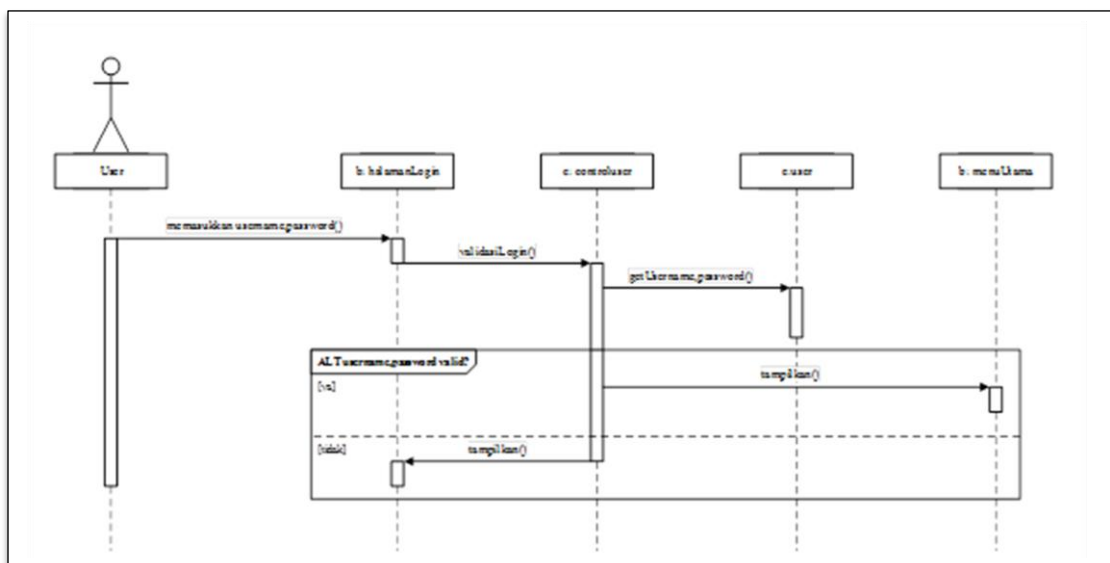 User
b. halamanLogin
c. controluser
e.user
b. menuUtama
memasukkan username,password()
validasiLogin()
getUsername,password()
ALT username,password valid?
[ya]
tampilkan()
[tidak]
tampilkan()